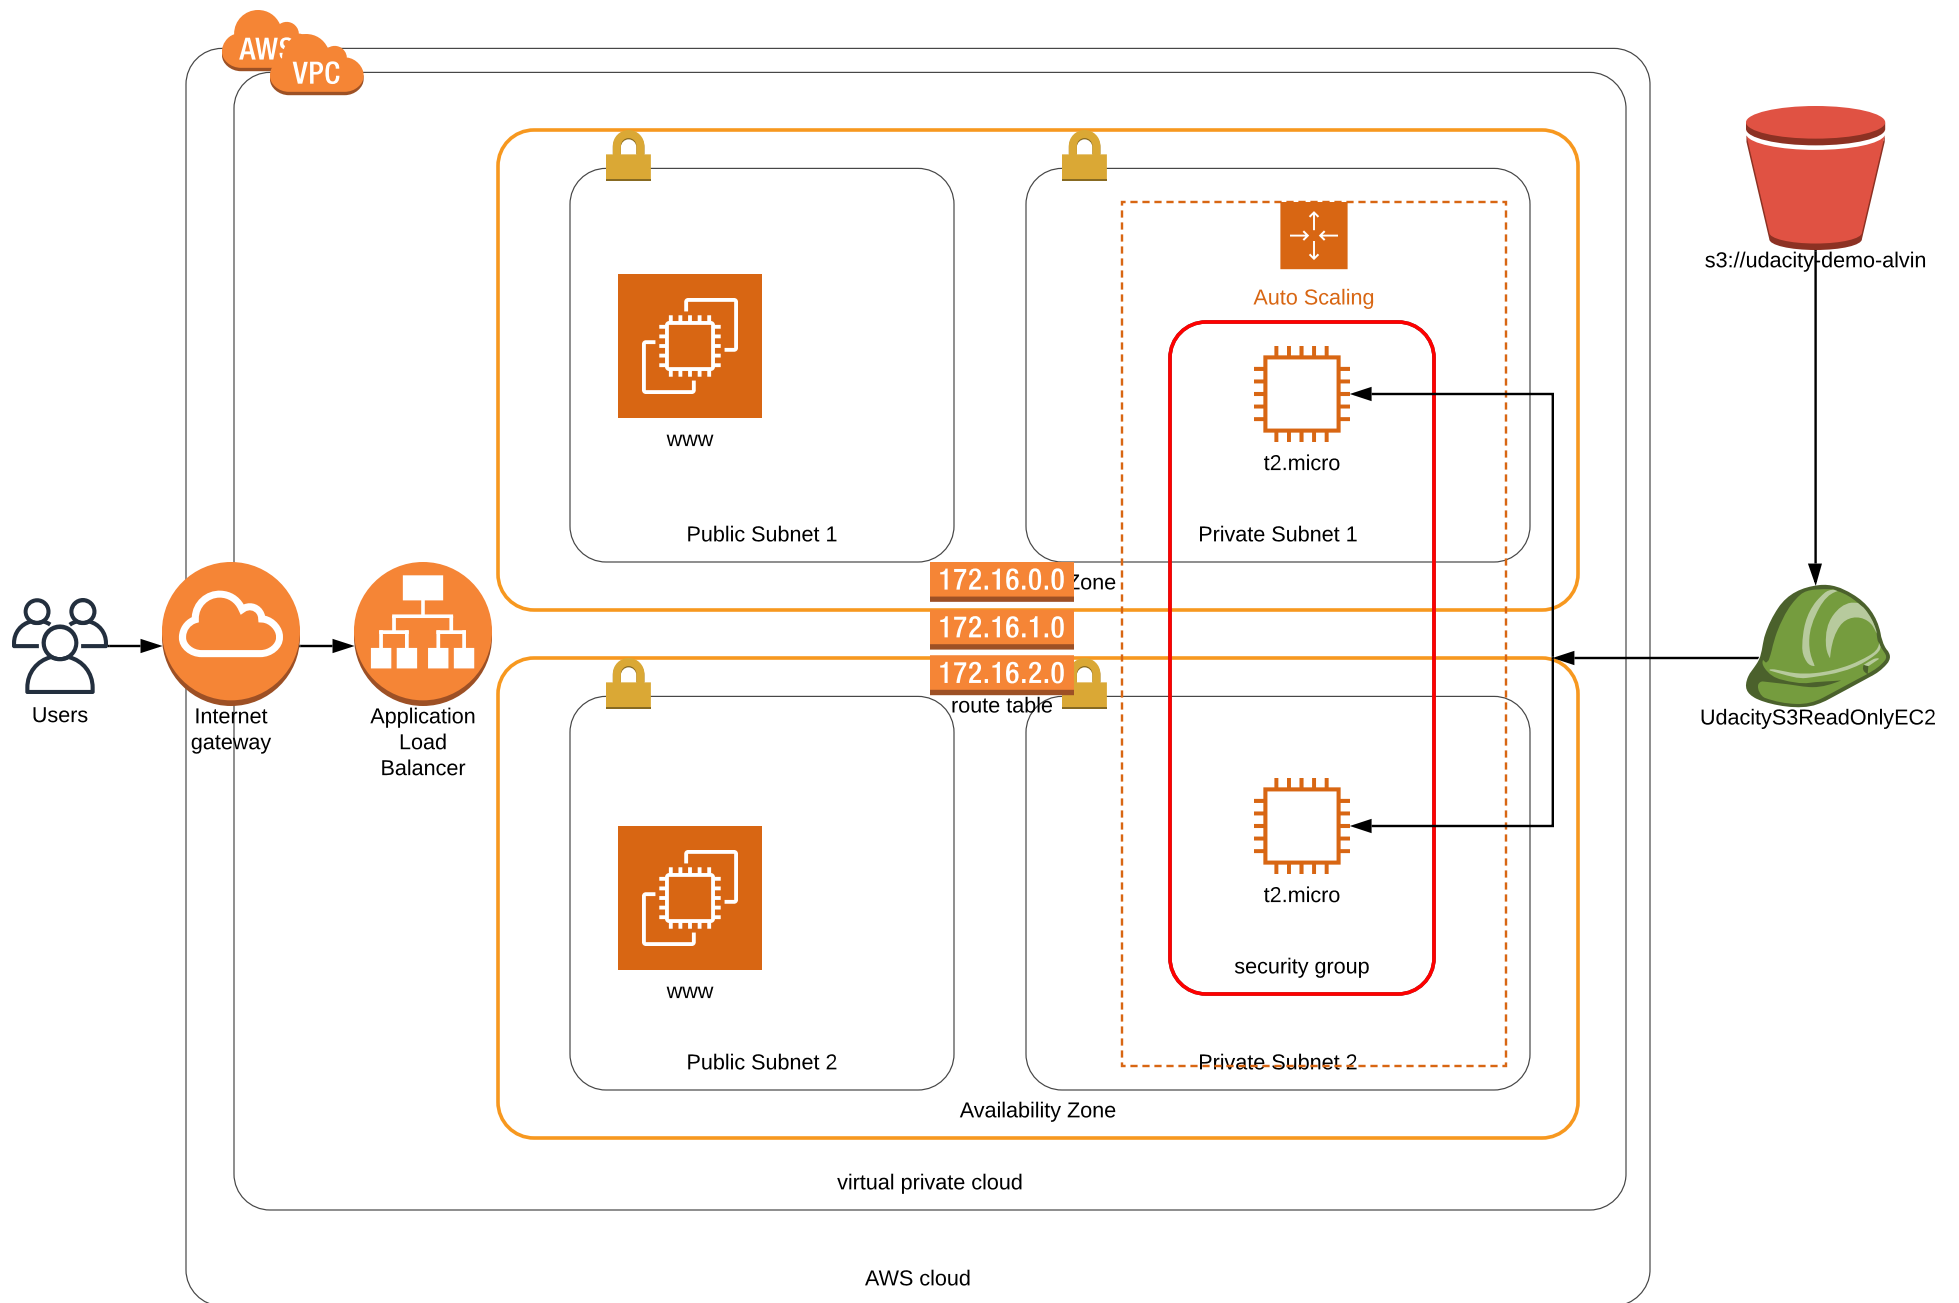 AWS
VPC
s3://udacity-demo-alvin
Auto Scaling
www
t2.micro
Public Subnet 1
Private Subnet 1
172.16.0.0
Zone
172.16.1.0
172.16.2.0
route table
Users
Internet
gateway
Application
Load
Balancer
UdacityS3ReadOnlyEC2
t2.micro
security group
www
Public Subnet 2
Private Subnet 2
Availability Zone
virtual private cloud
AWS cloud